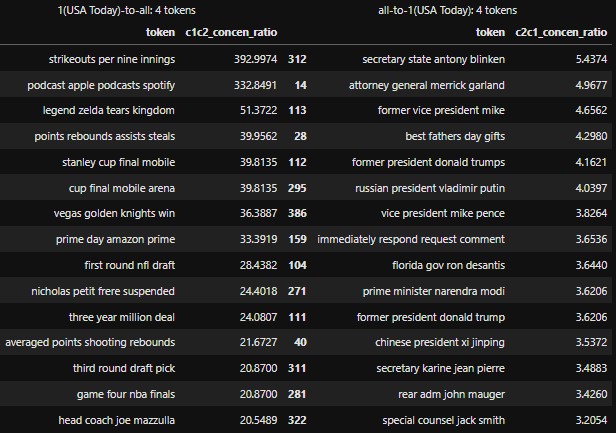 1(USA Today)-to-all: 4 tokens all-to-1(USA Today): 4 tokens
token c1c2_concen_ratio token c2c1_concen_ratio
strikeouts per nine innings 392.9974 312 secretary state antony blinken 5.4374
podcast apple podcasts spotify 332.8491 14 attorney general merrick garland 4.9677
legend zelda tears kingdom 51.3722 113 former vice president mike 4.6562
points rebounds assists steals 39.9562 28 best fathers day gifts 4.2980
stanley cup final mobile 39.8135 112 former president donald trumps 4.1621
cup final mobile arena 39.8135 295 russian president vladimir putin 4.0397
vegas golden knights win 36.3887 386 vice president mike pence 3.8264
prime day amazon prime 33.3919 159 immediately respond request comment 3.6536
first round nfl draft 28.4382 104 florida gov ron desantis 3.6440
nicholas petit frere suspended 24.4018 271 prime minister narendra modi 3.6206
three year million deal 24.0807 111 former president donald trump 3.6206
averaged points shooting rebounds 21.6727 40 chinese president xi jinping 3.5372
third round draft pick 20.8700 311 secretary karine jean pierre 3.4883
game four nba finals 20.8700 281 rear adm john mauger 3.4260
head coach joe mazzulla 20.5489 322 special counsel jack smith 3.2054